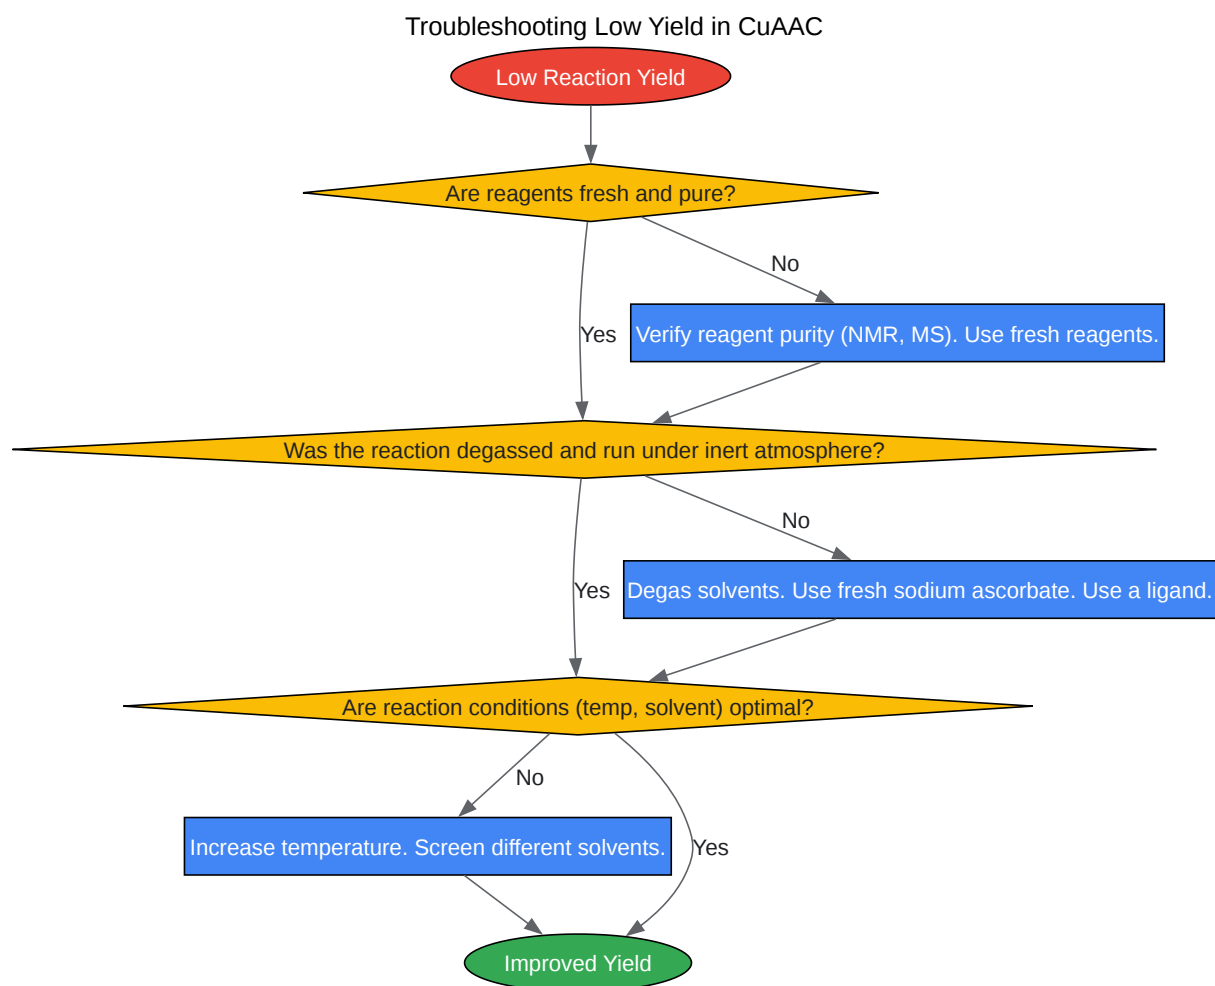 Troubleshooting Low Yield in CuAAC
Low Reaction Yield
Are reagents fresh and pure?
No
Yes
Verify reagent purity (NMR, MS). Use fresh reagents.
Was the reaction degassed and run under inert atmosphere?
No
Yes
Degas solvents. Use fresh sodium ascorbate. Use a ligand.
Are reaction conditions (temp, solvent) optimal?
No
Increase temperature. Screen different solvents.
Yes
Improved Yield